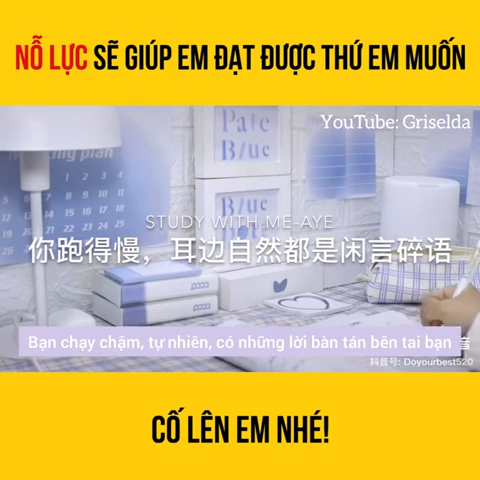 NỖ LỰC SẼ GIÚP EM ĐẠT ĐƯỢC THỨ EM MUỐN
YouTube: Griselda
Pate
Blue
Blue
STUDY WITH ME-AYE
你跑得慢，耳边自然都是闲言碎语
Bạn chạy chậm, tự nhiên, có những lời bàn tán bên tai bạn
抖音号: Doyourbest520
CỐ LÊN EM NHÉ!